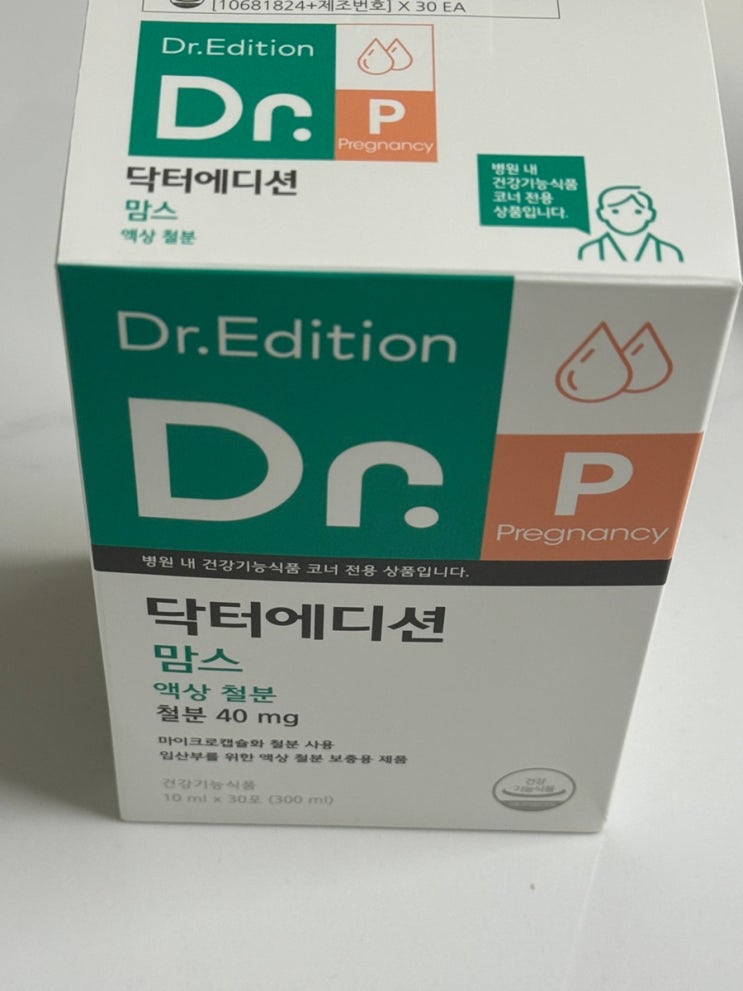 [10681824+제조번호] X 30 EA
Dr.Edition
Dr.
P
Pregnancy
닥터에디션
맘스
액상 철분
병원 내
건강기능식품
코너 전용
상품입니다.
Dr.Edition
Dr.
P
Pregnancy
병원 내 건강기능식품 코너 전용 상품입니다.
닥터에디션
맘스
액상 철분
철분 40 mg
마이크로캡슐화 철분 사용
임산부를 위한 액상 철분 보충용 제품
건강기능식품
10 ml x 30포 (300 ml)
건강
기능식품